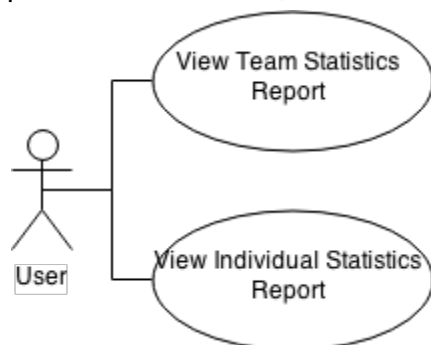 View Team Statistics
Report
User
View Individual Statistics
Report